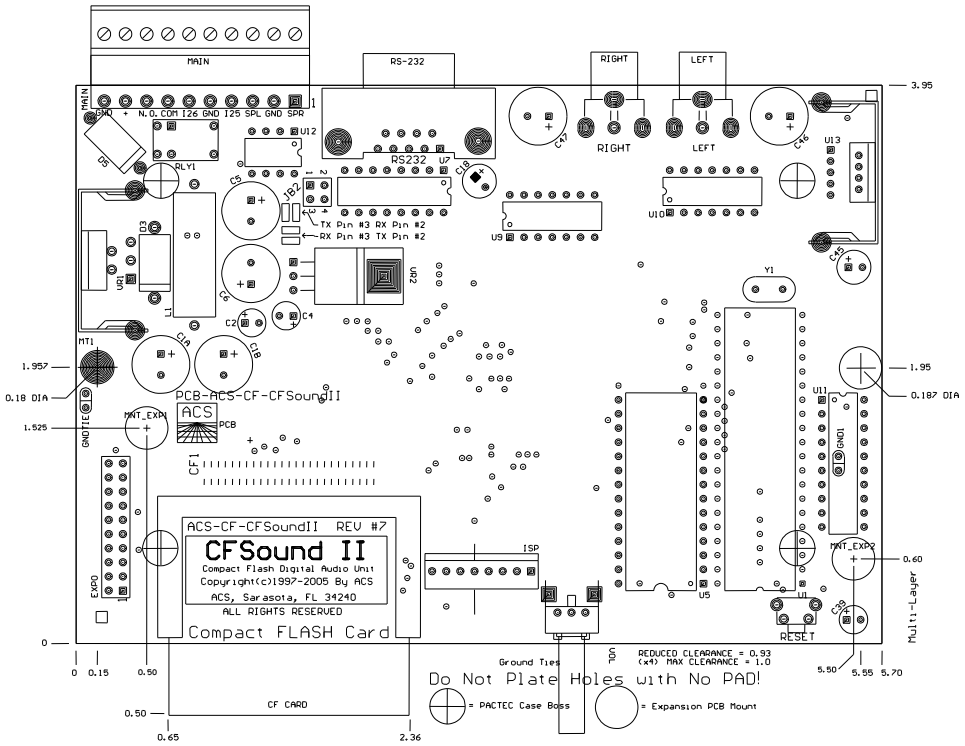 MAIN
RS-232
RIGHT
LEFT
3.95
MAIN
GND + N.O. COM I26 GND I25 SPL GND SPR
1
U12
D5
RLY1
RS232
U7
C18
C47
RIGHT
LEFT
C46
U13
C5
JB2
1 2
3 4
TX Pin #3 RX Pin #2
RX Pin #3 TX Pin #2
U9
U10
D3
VR1
L1
C6
VR2
C45
Y1
C2
C4
MT1
C1A
C1B
1.957
1.95
0.18 DIA
0.187 DIA
PCB-ACS-CF-CFSoundII
ACS
PCB
MNT_EXP1
GNDTIE
1.525
U11
GND1
CF1
ACS-CF-CFSoundII REV #7
CFSound II
Compact Flash Digital Audio Unit
Copyright(c)1997-2005 By ACS
ACS, Sarasota, FL 34240
ALL RIGHTS RESERVED
Compact FLASH Card
EXPO
1
ISP
MNT_EXP2
0.60
U5
U1
C39
RESET
Multi-Layer
0
0 0.15 0.50
5.50 5.55 5.70
Ground Ties
VOL
REDUCED CLEARANCE = 0.93
(x4) MAX CLEARANCE = 1.0
Do Not Plate Holes with No PAD!
= PACTEC Case Boss
= Expansion PCB Mount
CF CARD
0.50
0.65
2.36